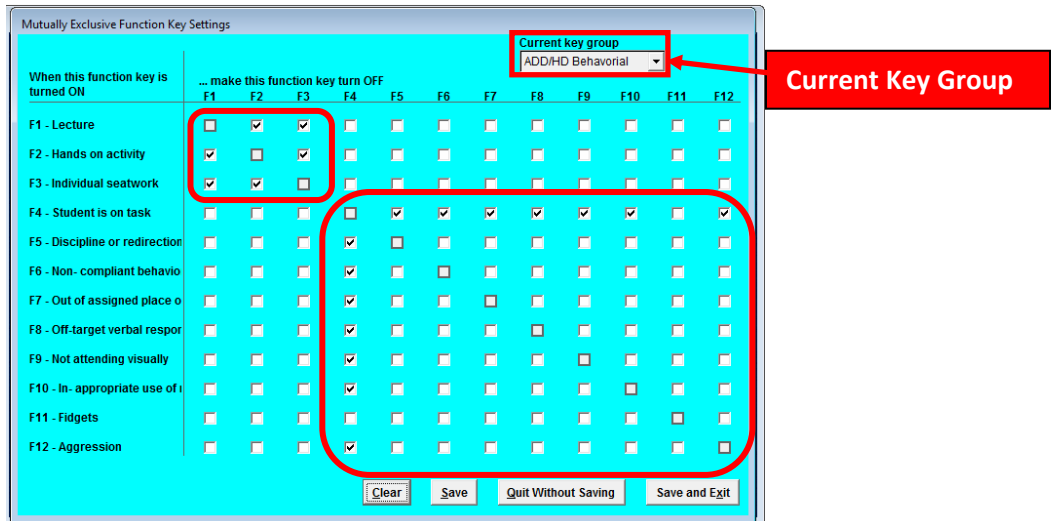 Mutually Exclusive Function Key Settings
Current key group
ADD/HD Behavorial
Current Key Group
When this function key is
turned ON
... make this function key turn OFF
F1 F2 F3 F4 F5 F6 F7 F8 F9 F10 F11 F12
F1 - Lecture
F2 - Hands on activity
F3 - Individual seatwork
F4 - Student is on task
F5 - Discipline or redirection
F6 - Non- compliant behavio
F7 - Out of assigned place o
F8 - Off-target verbal respor
F9 - Not attending visually
F10 - In- appropriate use of
F11 - Fidgets
F12 - Aggression
Clear Save Quit Without Saving Save and Exit